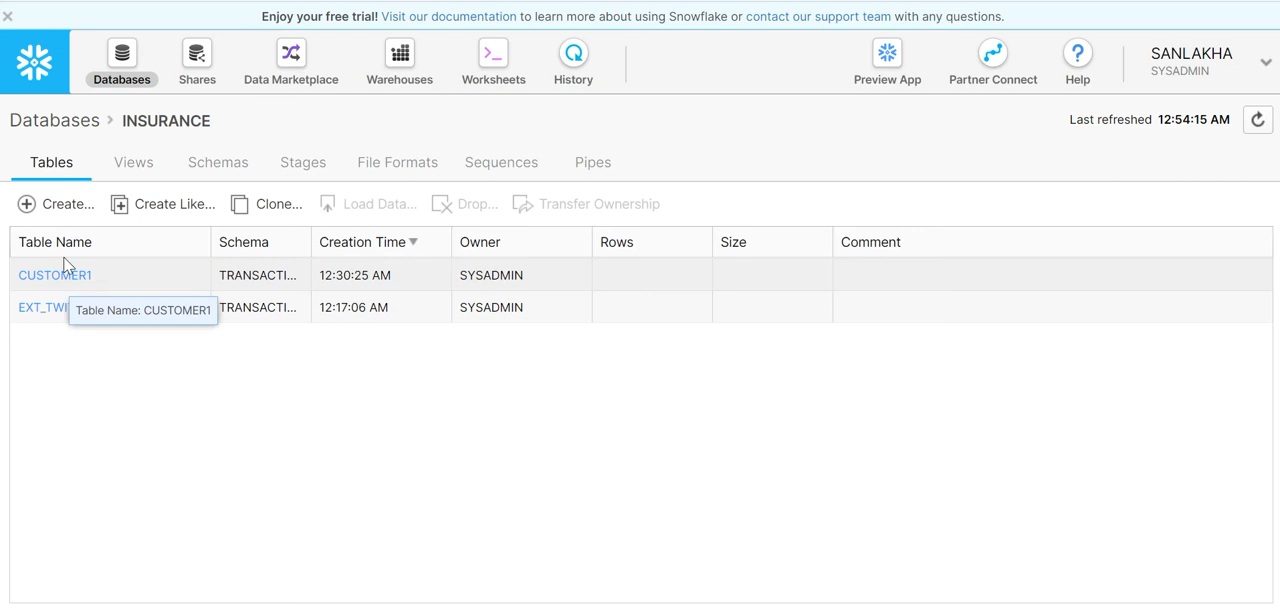 Enjoy your free trial! Visit our documentation to learn more about using Snowflake or contact our support team with any questions.
Databases Shares Data Marketplace Warehouses Worksheets History Preview App Partner Connect Help SANLAKHA
SYSADMIN
Databases > INSURANCE Last refreshed 12:54:15 AM
Tables Views Schemas Stages File Formats Sequences Pipes
Create... Create Like... Clone... Load Data... Drop... Transfer Ownership
Table Name Schema Creation Time Owner Rows Size Comment
CUSTOMER1 TRANSACTI... 12:30:25 AM SYSADMIN
EXT_TWI TRANSACTI... 12:17:06 AM SYSADMIN
Table Name: CUSTOMER1